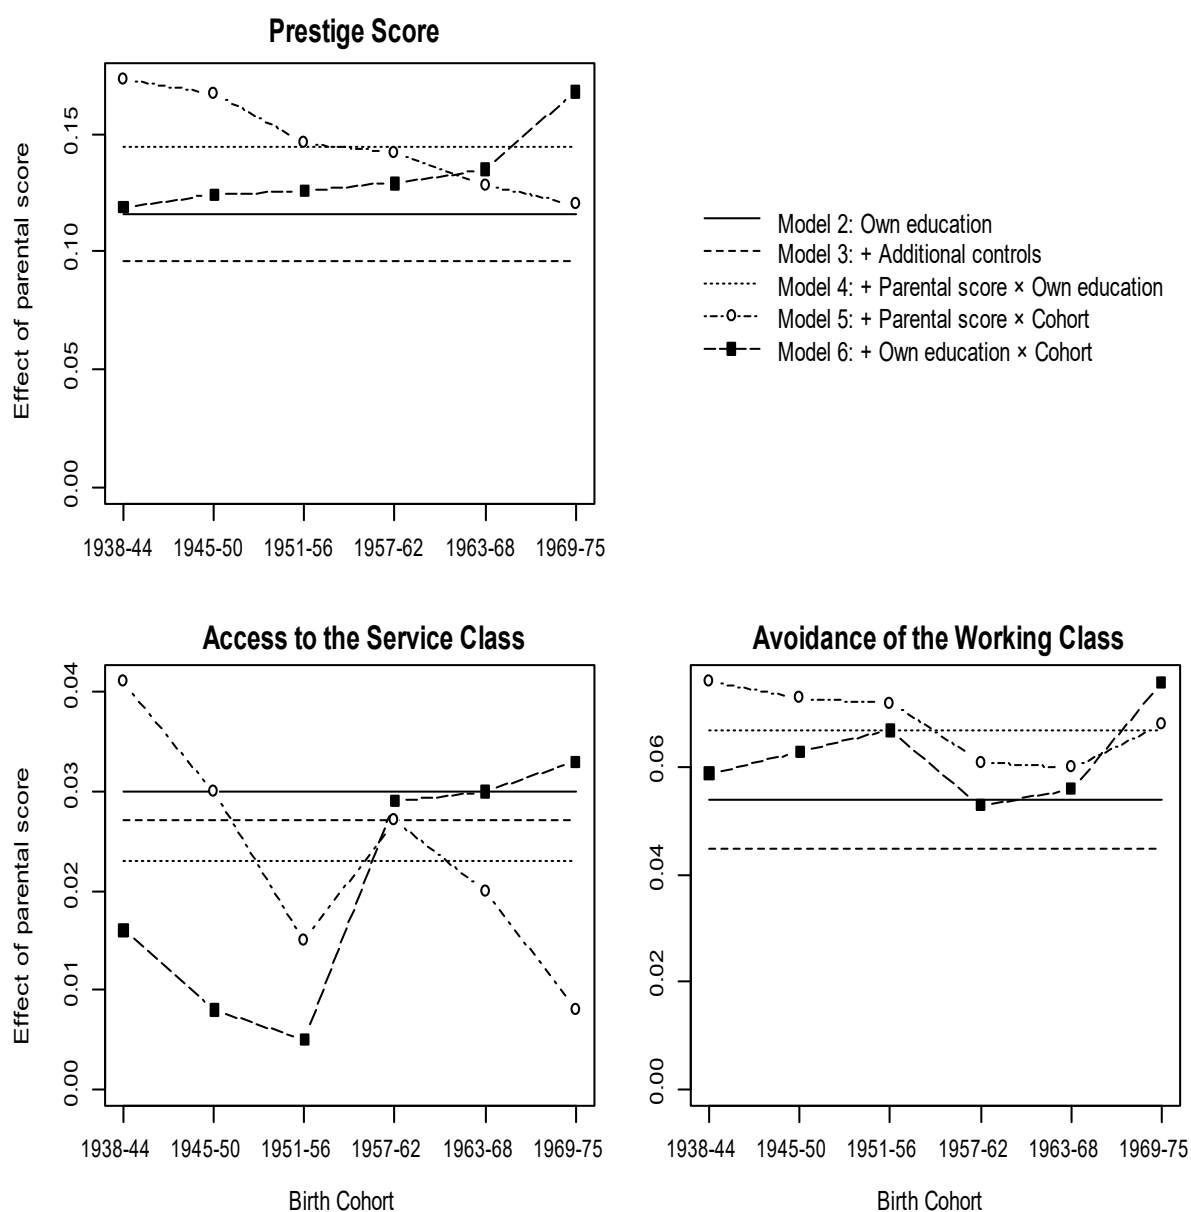 Prestige Score
Effect of parental score
0.15
0.10
0.05
0.00
1938-44 1945-50 1951-56 1957-62 1963-68 1969-75
Model 2: Own education
Model 3: + Additional controls
Model 4: + Parental score × Own education
Model 5: + Parental score × Cohort
Model 6: + Own education × Cohort
Access to the Service Class
Effect of parental score
0.04
0.03
0.02
0.01
0.00
1938-44 1945-50 1951-56 1957-62 1963-68 1969-75
Birth Cohort
Avoidance of the Working Class
0.06
0.04
0.02
0.00
1938-44 1945-50 1951-56 1957-62 1963-68 1969-75
Birth Cohort